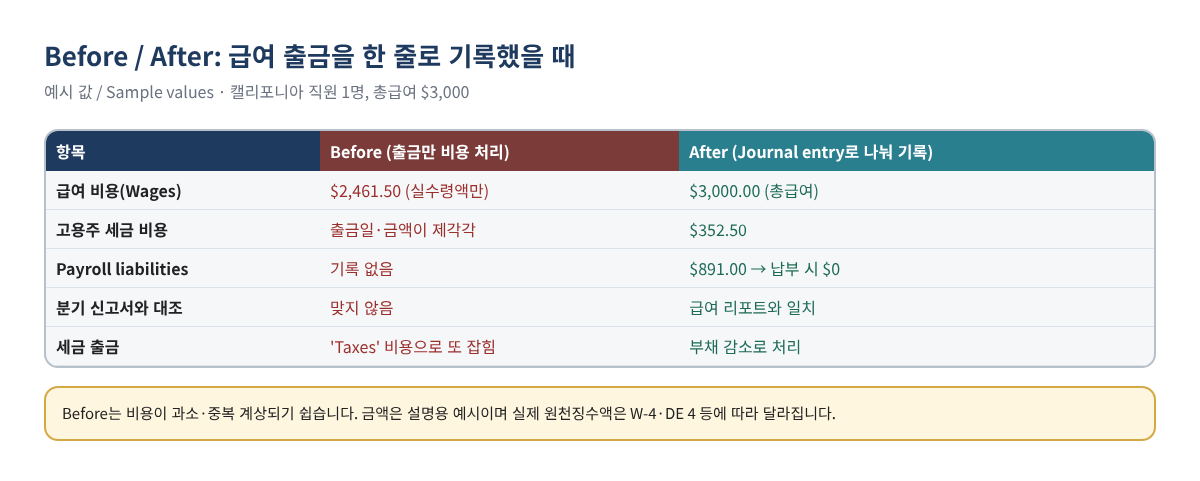 Before / After: 급여 출금을 한 줄로 기록했을 때
예시 값 / Sample values · 캘리포니아 직원 1명, 총급여 $3,000
항목 Before (출금만 비용 처리) After (Journal entry로 나눠 기록)
급여 비용(Wages) $2,461.50 (실수령액만) $3,000.00 (총급여)
고용주 세금 비용 출금일·금액이 제각각 $352.50
Payroll liabilities 기록 없음 $891.00 → 납부 시 $0
분기 신고서와 대조 맞지 않음 급여 리포트와 일치
세금 출금 'Taxes' 비용으로 또 잡힘 부채 감소로 처리
Before는 비용이 과소·중복 계상되기 쉽습니다. 금액은 설명용 예시이며 실제 원천징수액은 W-4·DE 4 등에 따라 달라집니다.